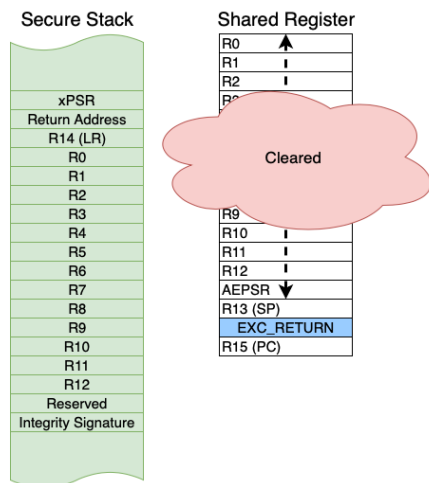 Secure Stack
xPSR
Return Address
R14 (LR)
R0
R1
R2
R3
R4
R5
R6
R7
R8
R9
R10
R11
R12
Reserved
Integrity Signature
Shared Register
R0
R1
R2
Cleared
R9
R10
R11
R12
AEPSR
R13 (SP)
EXC_RETURN
R15 (PC)